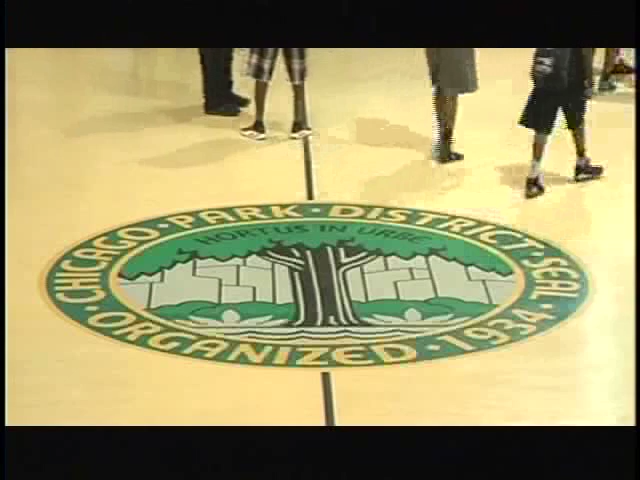 CHICAGO · PARK · DISTRICT · SEAL
HORTUS IN URBE
· ORGANIZED · 1934 ·